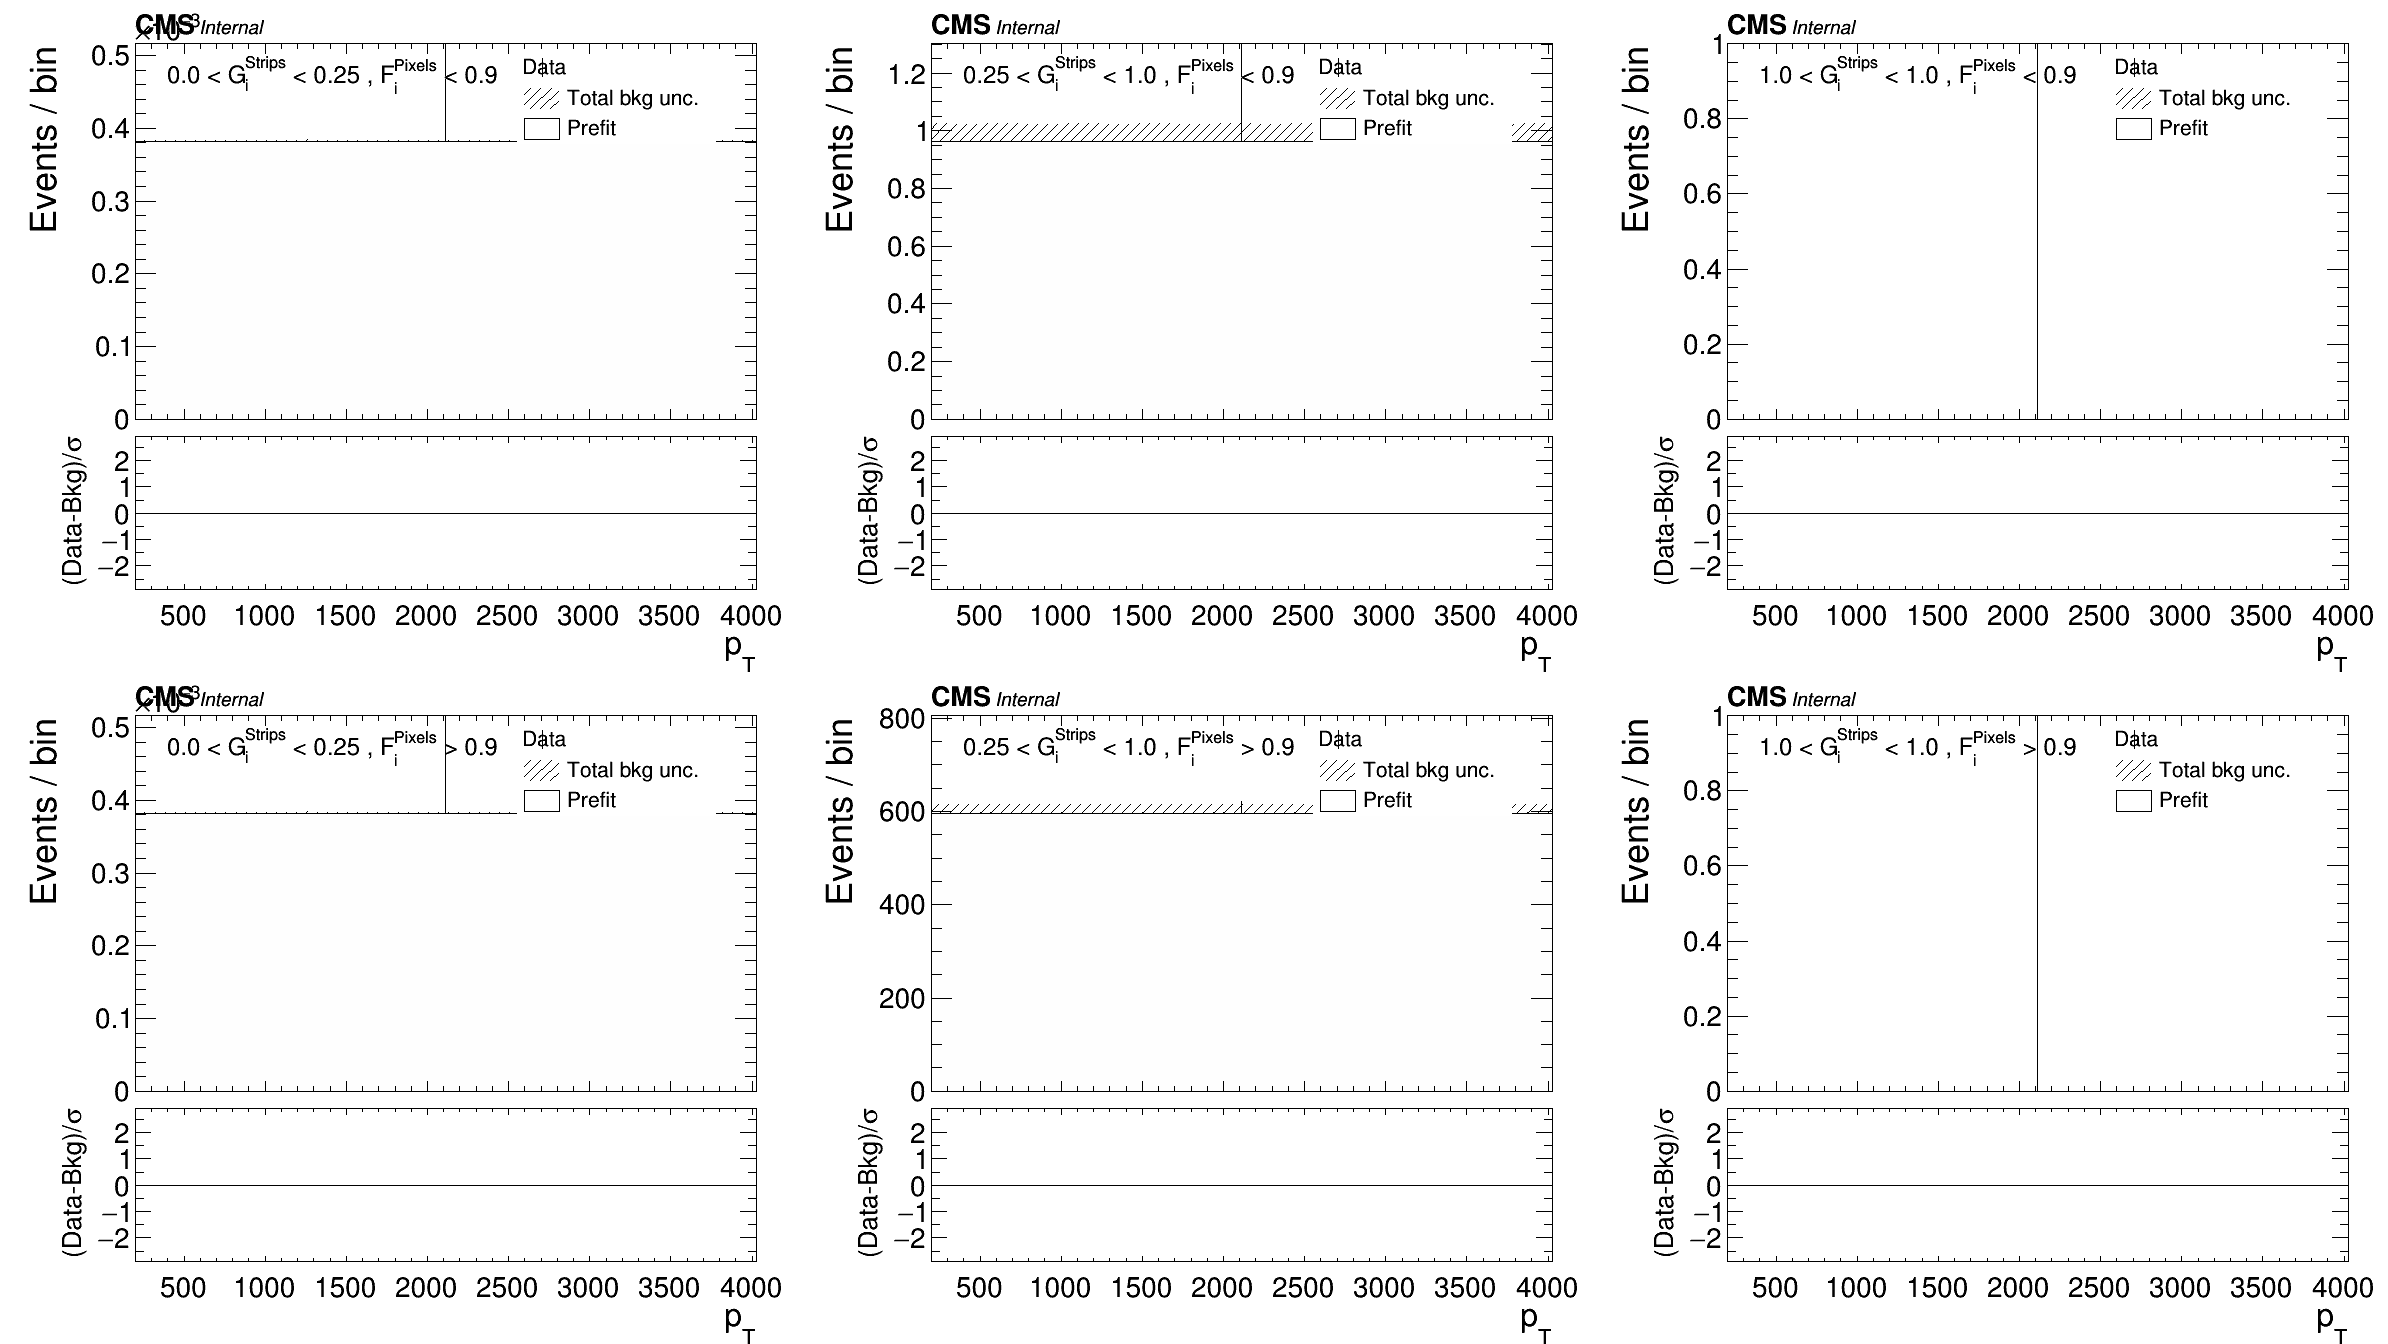 CMS Internal
×10⁻³
Events / bin
0.0 < G_i^Strips < 0.25 , F_i^Pixels < 0.9
Data
Total bkg unc.
Prefit
0.5
0.4
0.3
0.2
0.1
0
(Data-Bkg)/σ
2
1
0
−1
−2
500 1000 1500 2000 2500 3000 3500 4000
p_T
CMS Internal
Events / bin
0.25 < G_i^Strips < 1.0 , F_i^Pixels < 0.9
Data
Total bkg unc.
Prefit
1.2
1
0.8
0.6
0.4
0.2
0
(Data-Bkg)/σ
2
1
0
−1
−2
500 1000 1500 2000 2500 3000 3500 4000
p_T
CMS Internal
Events / bin
1.0 < G_i^Strips < 1.0 , F_i^Pixels < 0.9
Data
Total bkg unc.
Prefit
1
0.8
0.6
0.4
0.2
0
(Data-Bkg)/σ
2
1
0
−1
−2
500 1000 1500 2000 2500 3000 3500 4000
p_T
CMS Internal
×10⁻³
Events / bin
0.0 < G_i^Strips < 0.25 , F_i^Pixels > 0.9
Data
Total bkg unc.
Prefit
0.5
0.4
0.3
0.2
0.1
0
(Data-Bkg)/σ
2
1
0
−1
−2
500 1000 1500 2000 2500 3000 3500 4000
p_T
CMS Internal
Events / bin
0.25 < G_i^Strips < 1.0 , F_i^Pixels > 0.9
Data
Total bkg unc.
Prefit
800
600
400
200
0
(Data-Bkg)/σ
2
1
0
−1
−2
500 1000 1500 2000 2500 3000 3500 4000
p_T
CMS Internal
Events / bin
1.0 < G_i^Strips < 1.0 , F_i^Pixels > 0.9
Data
Total bkg unc.
Prefit
1
0.8
0.6
0.4
0.2
0
(Data-Bkg)/σ
2
1
0
−1
−2
500 1000 1500 2000 2500 3000 3500 4000
p_T